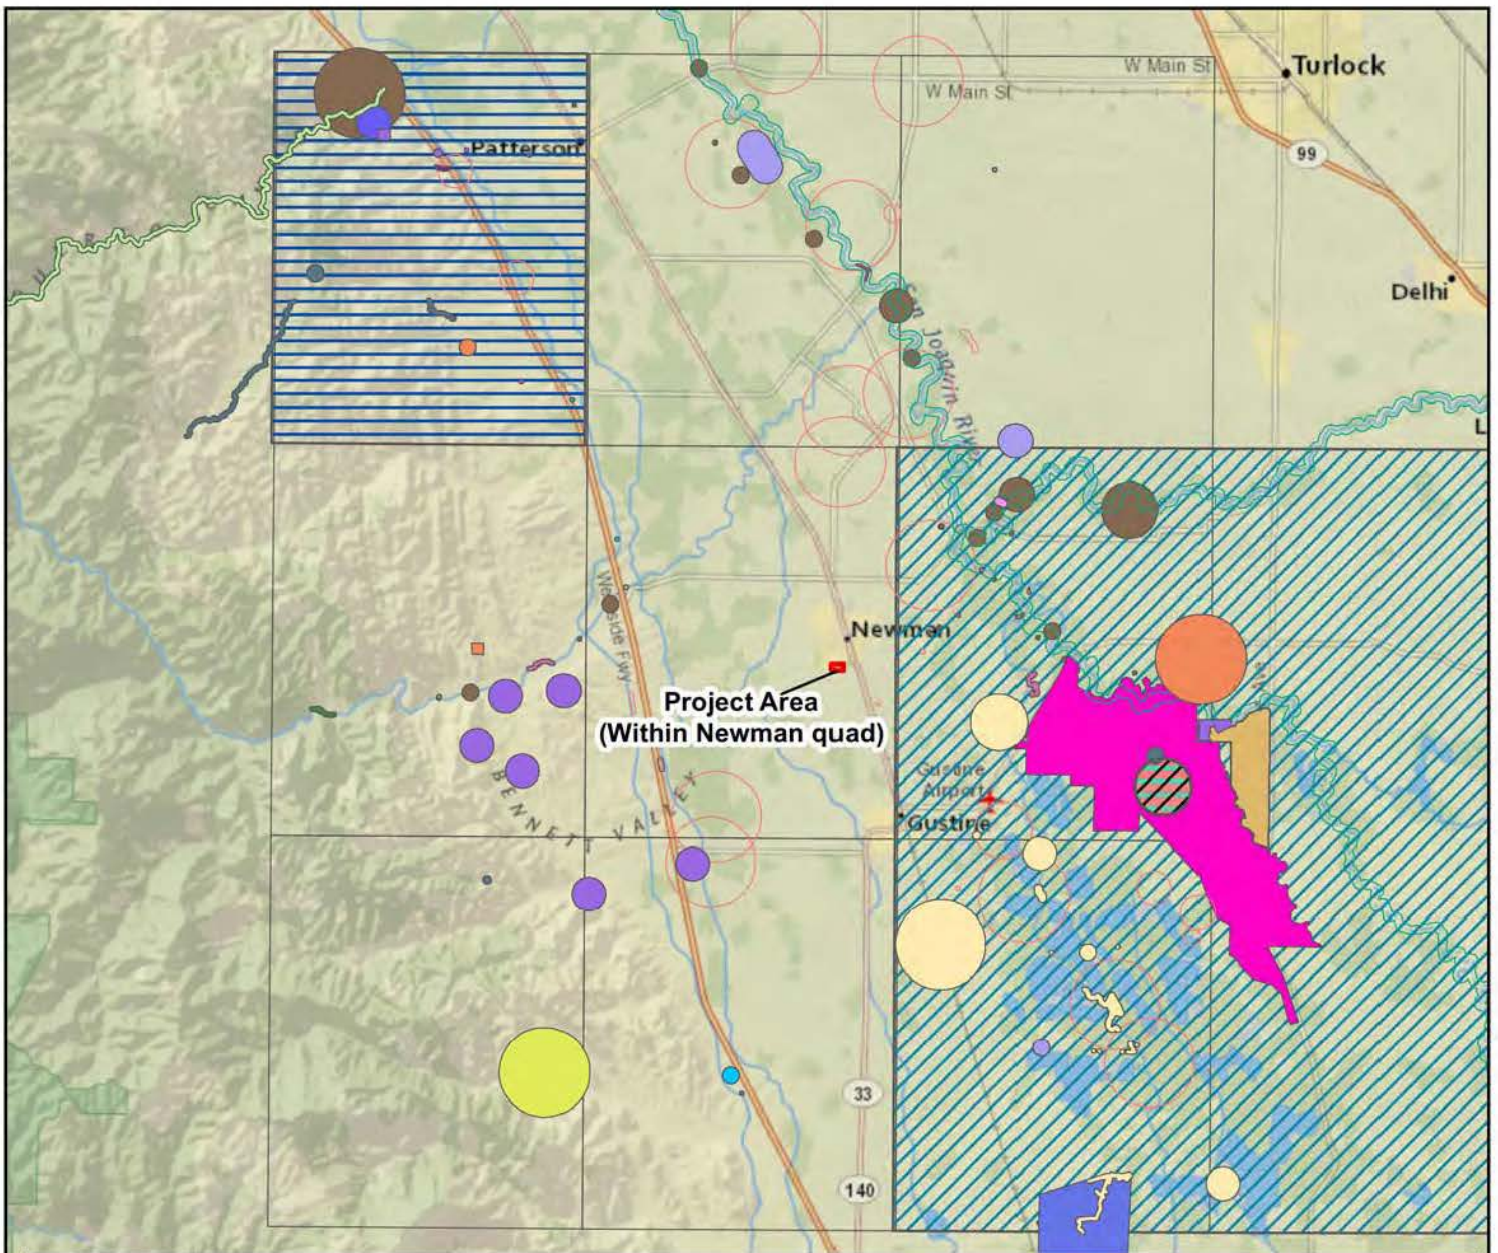 W Main St
Turlock
W Main St
99
Patterson
Delhi
San Joaquin River
L
Westside Fwy
Newman
Project Area
(Within Newman quad)
BENNETT VALLEY
Gustine
Airport
Gustine
33
140